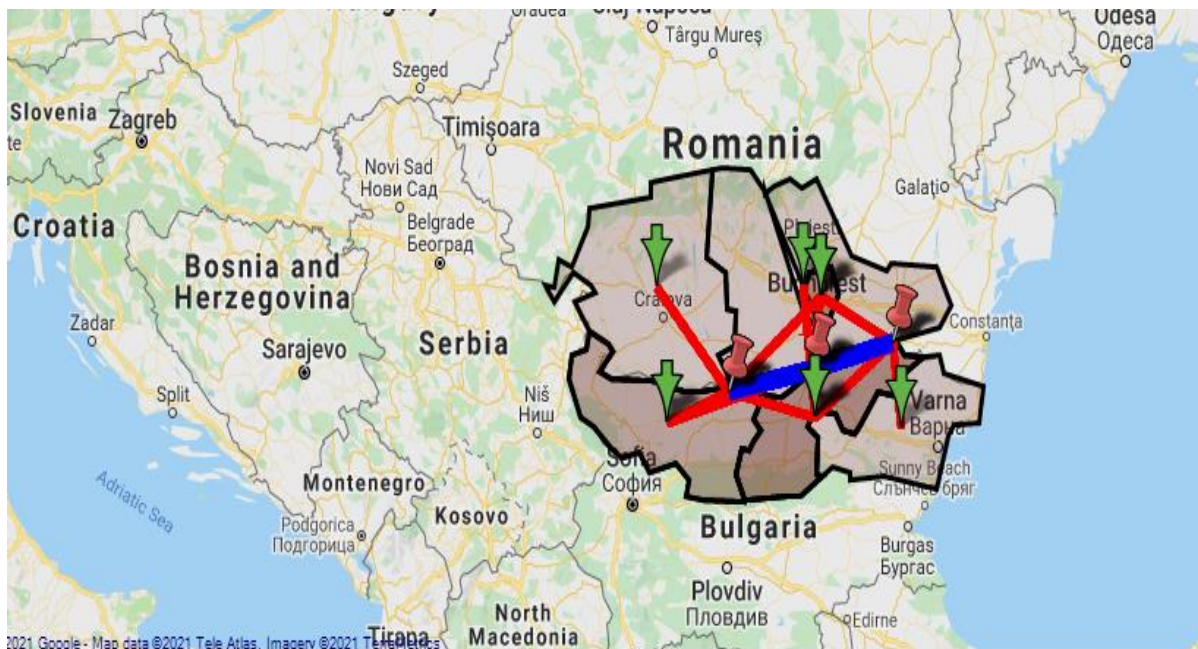 Cluj-Napoca
Târgu Mureş
Odesa
Одеса
Szeged
Slovenia
Zagreb
Timişoara
Romania
Novi Sad
Нови Сад
Galaţi
Croatia
Belgrade
Београд
Bosnia and
Herzegovina
Craiova
Constanţa
Zadar
Serbia
Sarajevo
Split
Niš
Ниш
Varna
Варна
Sofia
София
Sunny Beach
Слънчев бряг
Montenegro
Adriatic Sea
Kosovo
Podgorica
Подгорица
Bulgaria
Burgas
Бургас
Plovdiv
Пловдив
Edirne
North
Macedonia
Tirana
2021 Google - Map data ©2021 Tele Atlas, Imagery ©2021 TerraMetrics